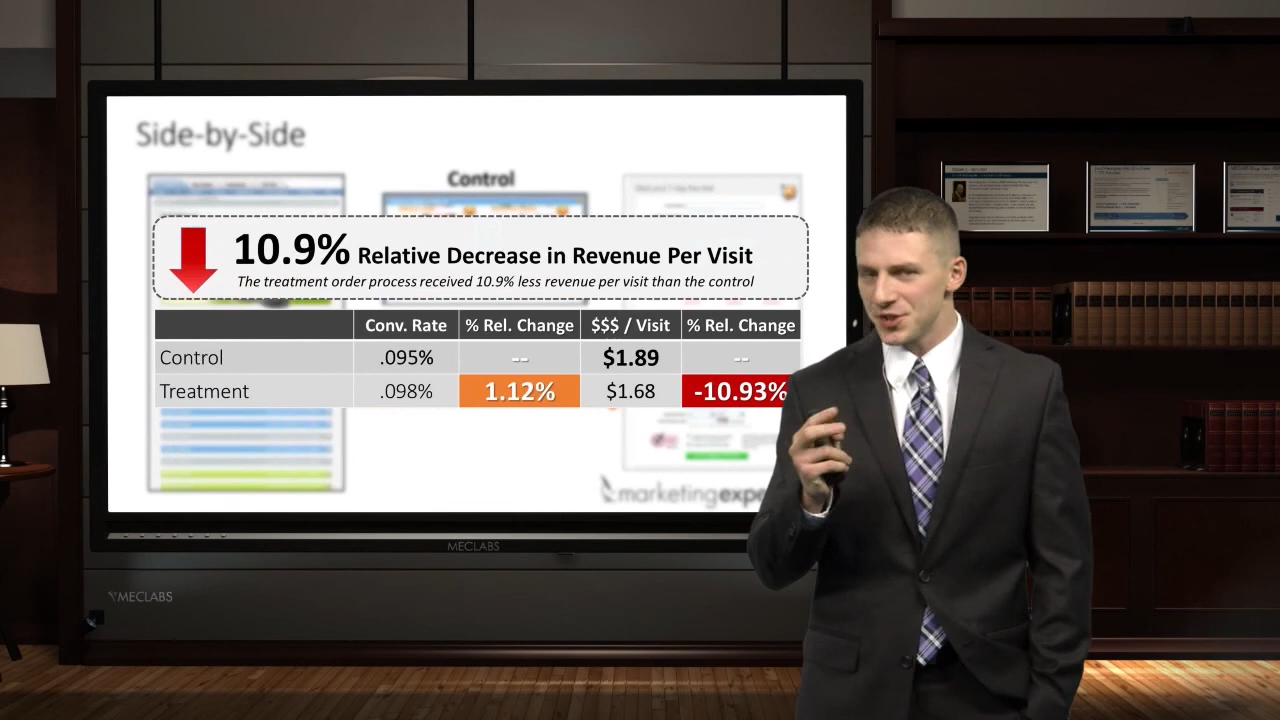 Side-by-Side
Control
10.9% Relative Decrease in Revenue Per Visit
The treatment order process received 10.9% less revenue per visit than the control
Conv. Rate % Rel. Change $$$ / Visit % Rel. Change
Control .095% -- $1.89 --
Treatment .098% 1.12% $1.68 -10.93%
marketingexpe
MECLABS
MECLABS